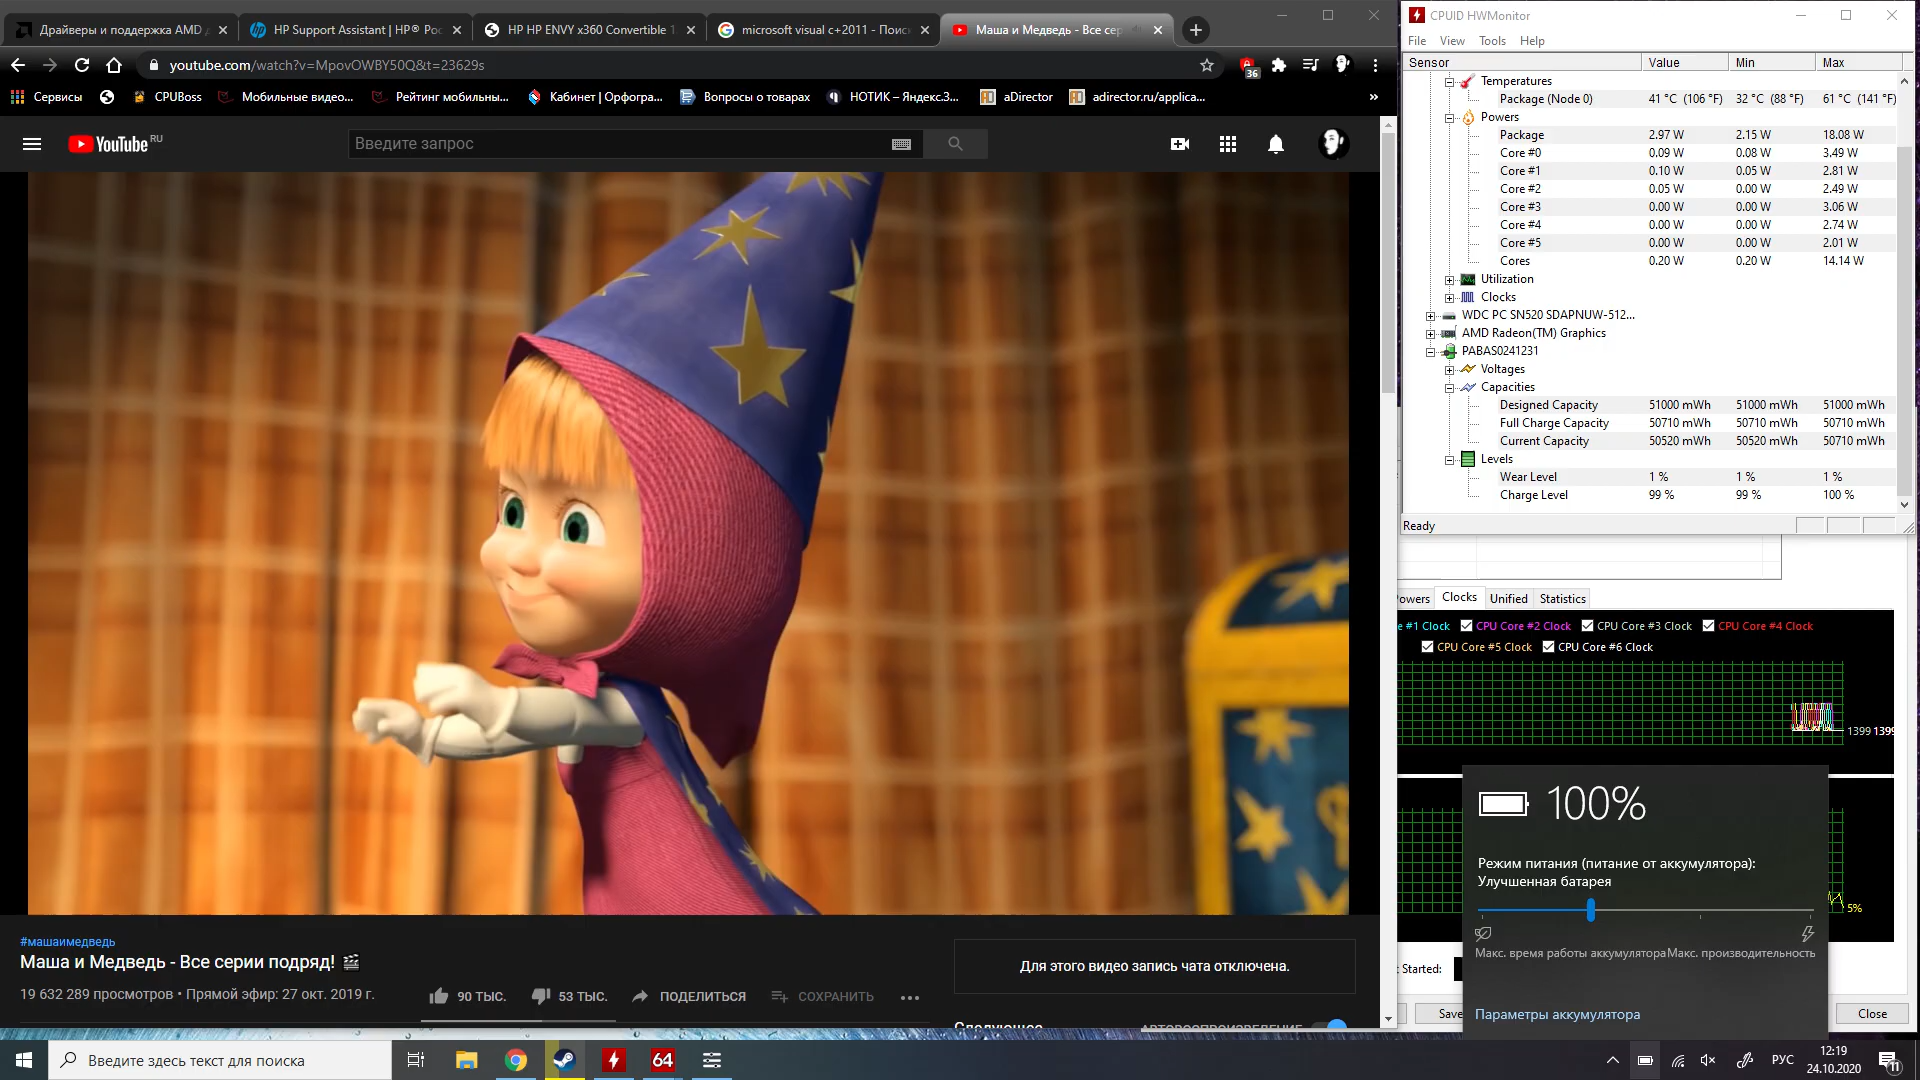 Драйверы и поддержка AMD д
HP Support Assistant | HP® Рос
HP HP ENVY x360 Convertible 1
microsoft visual c+2011 - Поис
Маша и Медведь - Все сер
youtube.com/watch?v=MpovOWBY50Q&t=23629s
36
Сервисы
CPUBoss
Мобильные видео...
Рейтинг мобильны...
Кабинет | Орфогра...
Вопросы о товарах
НОТИК – Яндекс.З...
aDirector
adirector.ru/applica...
»
YouTube RU
Введите запрос
#машаимедведь
Маша и Медведь - Все серии подряд! 🎬
19 632 289 просмотров • Прямой эфир: 27 окт. 2019 г.
90 ТЫС.
53 ТЫС.
ПОДЕЛИТЬСЯ
СОХРАНИТЬ
Для этого видео запись чата отключена.
Следующее
АВТОВОСПРОИЗВЕДЕНИЕ
CPUID HWMonitor
File View Tools Help
Sensor Value Min Max
Temperatures
Package (Node 0) 41 °C (106 °F) 32 °C (88 °F) 61 °C (141 °F)
Powers
Package 2.97 W 2.15 W 18.08 W
Core #0 0.09 W 0.08 W 3.49 W
Core #1 0.10 W 0.05 W 2.81 W
Core #2 0.05 W 0.00 W 2.49 W
Core #3 0.00 W 0.00 W 3.06 W
Core #4 0.00 W 0.00 W 2.74 W
Core #5 0.00 W 0.00 W 2.01 W
Cores 0.20 W 0.20 W 14.14 W
Utilization
Clocks
WDC PC SN520 SDAPNUW-512...
AMD Radeon(TM) Graphics
PABAS0241231
Voltages
Capacities
Designed Capacity 51000 mWh 51000 mWh 51000 mWh
Full Charge Capacity 50710 mWh 50710 mWh 50710 mWh
Current Capacity 50520 mWh 50520 mWh 50710 mWh
Levels
Wear Level 1 % 1 % 1 %
Charge Level 99 % 99 % 100 %
Ready
owers Clocks Unified Statistics
e #1 Clock CPU Core #2 Clock CPU Core #3 Clock CPU Core #4 Clock
CPU Core #5 Clock CPU Core #6 Clock
1399 1399
5%
t Started:
Save
Close
100%
Режим питания (питание от аккумулятора):
Улучшенная батарея
Макс. время работы аккумулятора Макс. производительность
Параметры аккумулятора
Введите здесь текст для поиска
64
РУС
12:19
24.10.2020
11